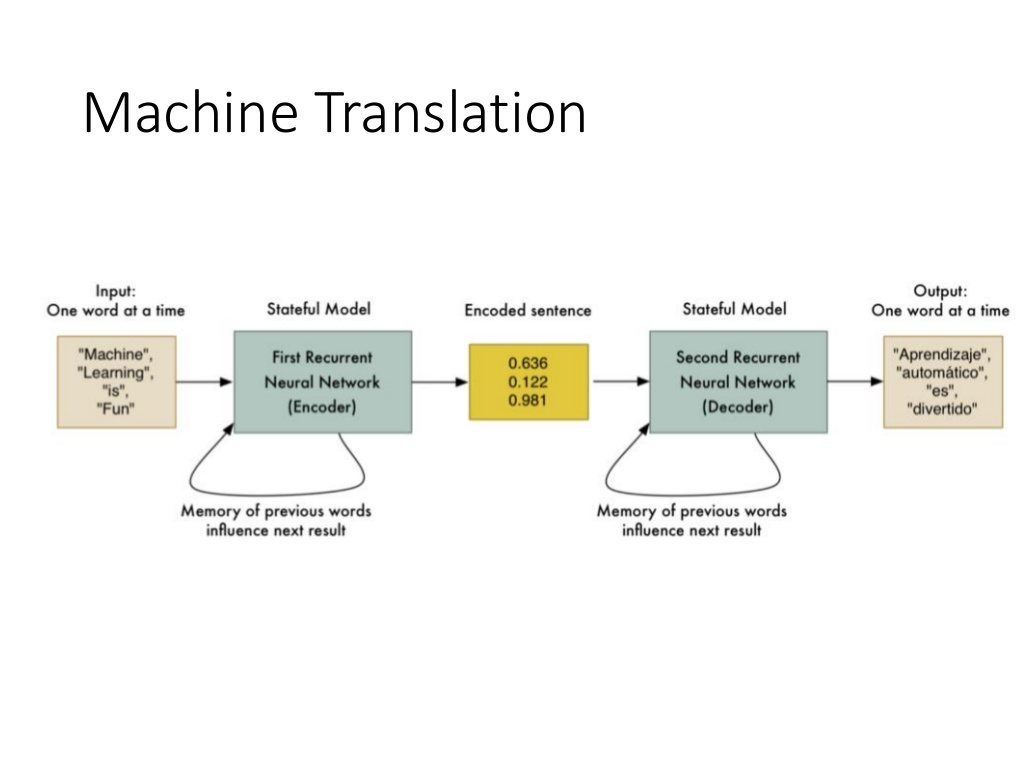 Machine Translation
Input:
One word at a time
"Machine",
"Learning",
"is",
"Fun"
Stateful Model
First Recurrent
Neural Network
(Encoder)
Memory of previous words
influence next result
Encoded sentence
0.636
0.122
0.981
Stateful Model
Second Recurrent
Neural Network
(Decoder)
Memory of previous words
influence next result
Output:
One word at a time
"Aprendizaje",
"automático",
"es",
"divertido"